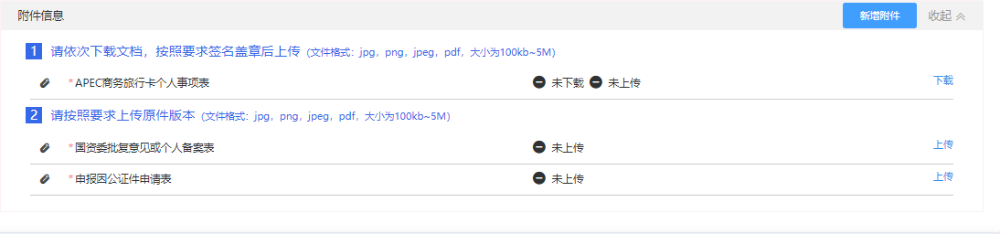 附件信息 新增附件 收起
1 请依次下载文档，按照要求签名盖章后上传 (文件格式：jpg，png，jpeg，pdf，大小为100kb~5M)
*APEC商务旅行卡个人事项表 未下载 未上传 下载
2 请按照要求上传原件版本 (文件格式：jpg，png，jpeg，pdf，大小为100kb~5M)
*国资委批复意见或个人备案表 未上传 上传
*申报因公证件申请表 未上传 上传